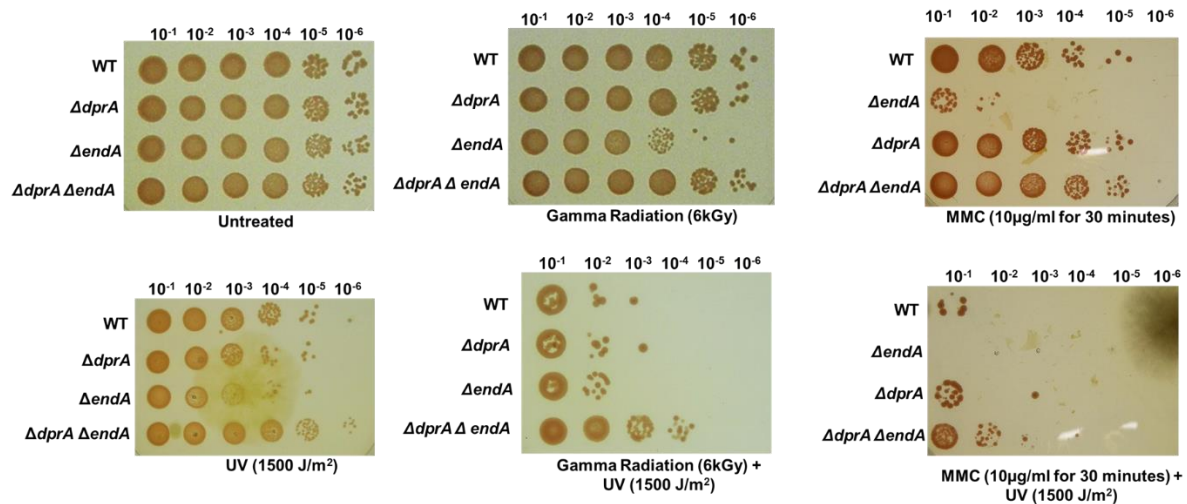 10-1 10-2 10-3 10-4 10-5 10-6
WT
ΔdprA
ΔendA
ΔdprA ΔendA
Untreated
10-1 10-2 10-3 10-4 10-5 10-6
WT
ΔdprA
ΔendA
ΔdprA Δ endA
Gamma Radiation (6kGy)
10-1 10-2 10-3 10-4 10-5 10-6
WT
ΔendA
ΔdprA
ΔdprA ΔendA
MMC (10µg/ml for 30 minutes)
10-1 10-2 10-3 10-4 10-5 10-6
WT
ΔdprA
ΔendA
ΔdprA ΔendA
UV (1500 J/m2)
10-1 10-2 10-3 10-4 10-5 10-6
WT
ΔdprA
ΔendA
ΔdprA Δ endA
Gamma Radiation (6kGy) +
UV (1500 J/m2)
10-1 10-2 10-3 10-4 10-5 10-6
WT
ΔendA
ΔdprA
ΔdprA ΔendA
MMC (10µg/ml for 30 minutes) +
UV (1500 J/m2)